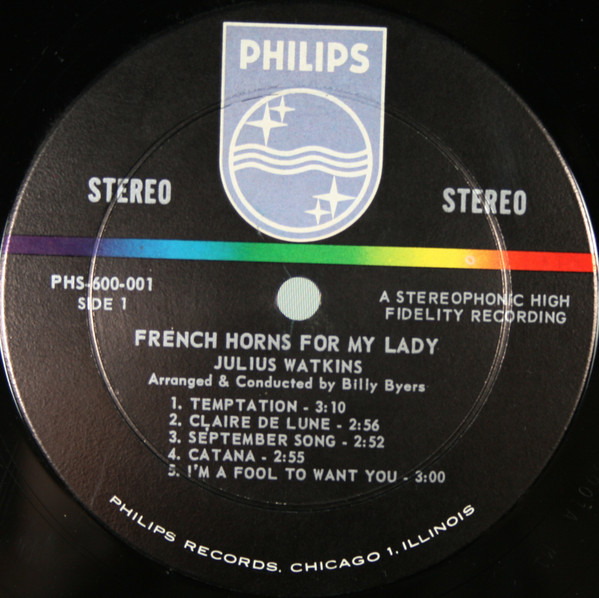 PHILIPS
STEREO
STEREO
PHS-600-001
SIDE 1
A STEREOPHONIC HIGH
FIDELITY RECORDING
FRENCH HORNS FOR MY LADY
JULIUS WATKINS
Arranged & Conducted by Billy Byers
1. TEMPTATION - 3:10
2. CLAIRE DE LUNE - 2:56
3. SEPTEMBER SONG - 2:52
4. CATANA - 2:55
5. I'M A FOOL TO WANT YOU - 3:00
PHILIPS RECORDS, CHICAGO 1, ILLINOIS